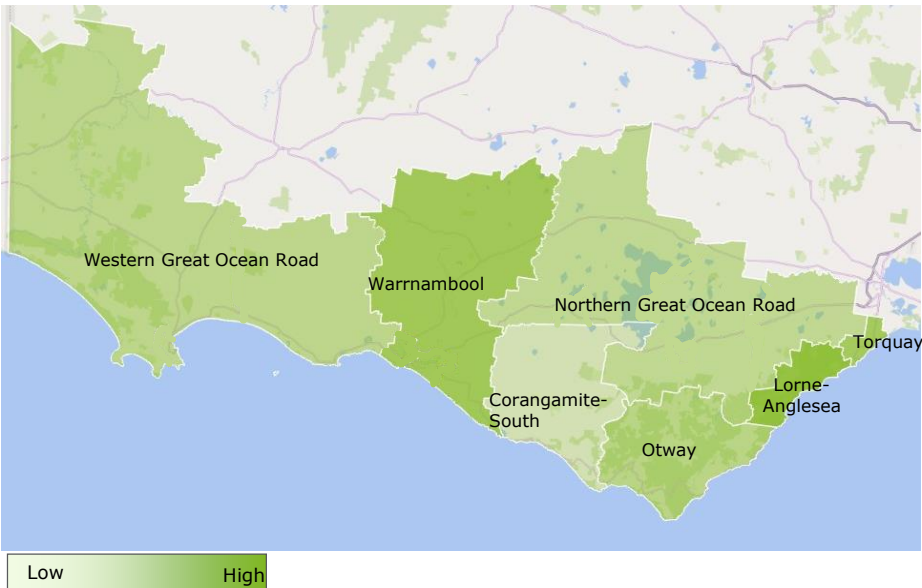 Western Great Ocean Road
Warrnambool
Northern Great Ocean Road
Torquay
Lorne-
Anglesea
Corangamite-
South
Otway
Low
High